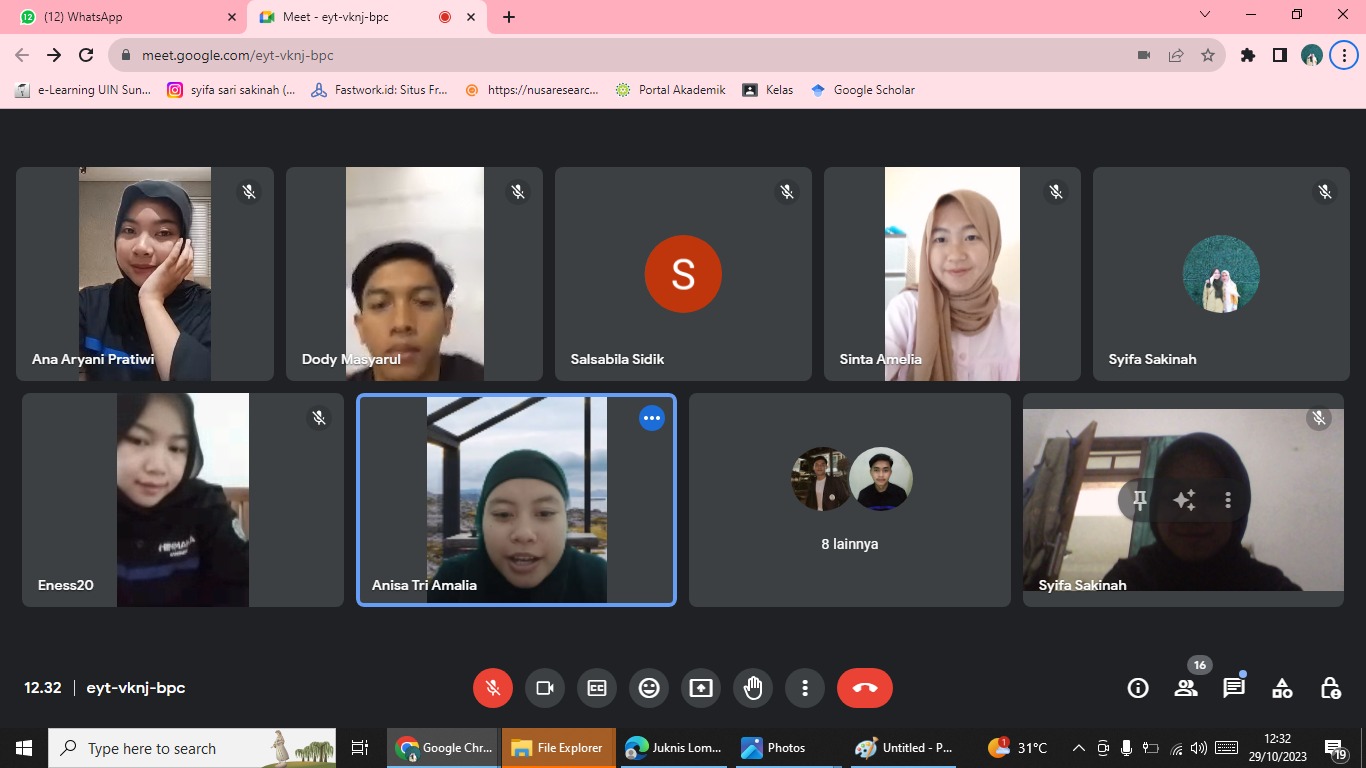 12
(12) WhatsApp
Meet - eyt-vknj-bpc
meet.google.com/eyt-vknj-bpc
e-Learning UIN Sun...
syifa sari sakinah (...
Fastwork.id: Situs Fr...
https://nusaresearc...
Portal Akademik
Kelas
Google Scholar
Ana Aryani Pratiwi
Dody Masyarul
S
Salsabila Sidik
Sinta Amelia
Syifa Sakinah
Eness20
Anisa Tri Amalia
8 lainnya
Syifa Sakinah
12.32
eyt-vknj-bpc
CC
16
Type here to search
Google Chr...
File Explorer
Juknis Lom...
Photos
Untitled - P...
1
31°C
12:32
29/10/2023
19